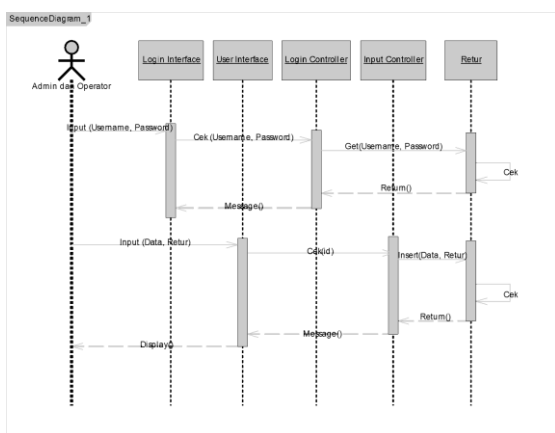 SequenceDiagram_1
Admin dan Operator
Login Interface
User Interface
Login Controller
Input Controller
Retur
Input (Username, Password)
Cek (Username, Password)
Get(Username, Password)
Cek
Return()
Message()
Input (Data, Retur)
Cek(id)
Insert(Data, Retur)
Cek
Return()
Message()
Display()